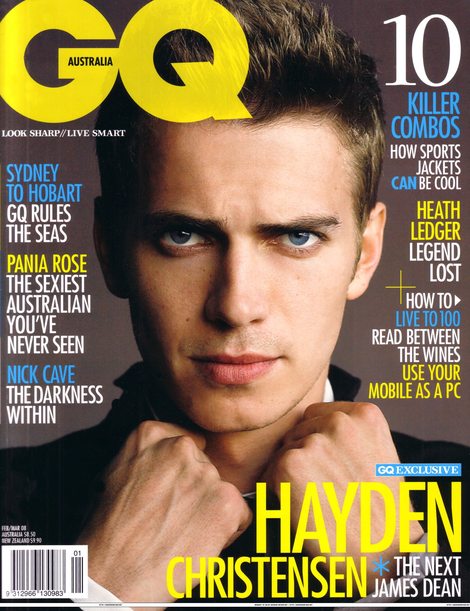 GQ
AUSTRALIA
LOOK SHARP//LIVE SMART
10
KILLER
COMBOS
HOW SPORTS
JACKETS
CAN BE COOL
HEATH
LEDGER
LEGEND
LOST
+
HOW TO
LIVE TO 100
READ BETWEEN
THE WINES
USE YOUR
MOBILE AS A PC
SYDNEY
TO HOBART
GQ RULES
THE SEAS
PANIA ROSE
THE SEXIEST
AUSTRALIAN
YOU'VE
NEVER SEEN
NICK CAVE
THE DARKNESS
WITHIN
GQ EXCLUSIVE
HAYDEN
CHRISTENSEN * THE NEXT
JAMES DEAN
FEB/MAR 08
AUSTRALIA $8.50
NEW ZEALAND $9.90
01
9 312966 130983